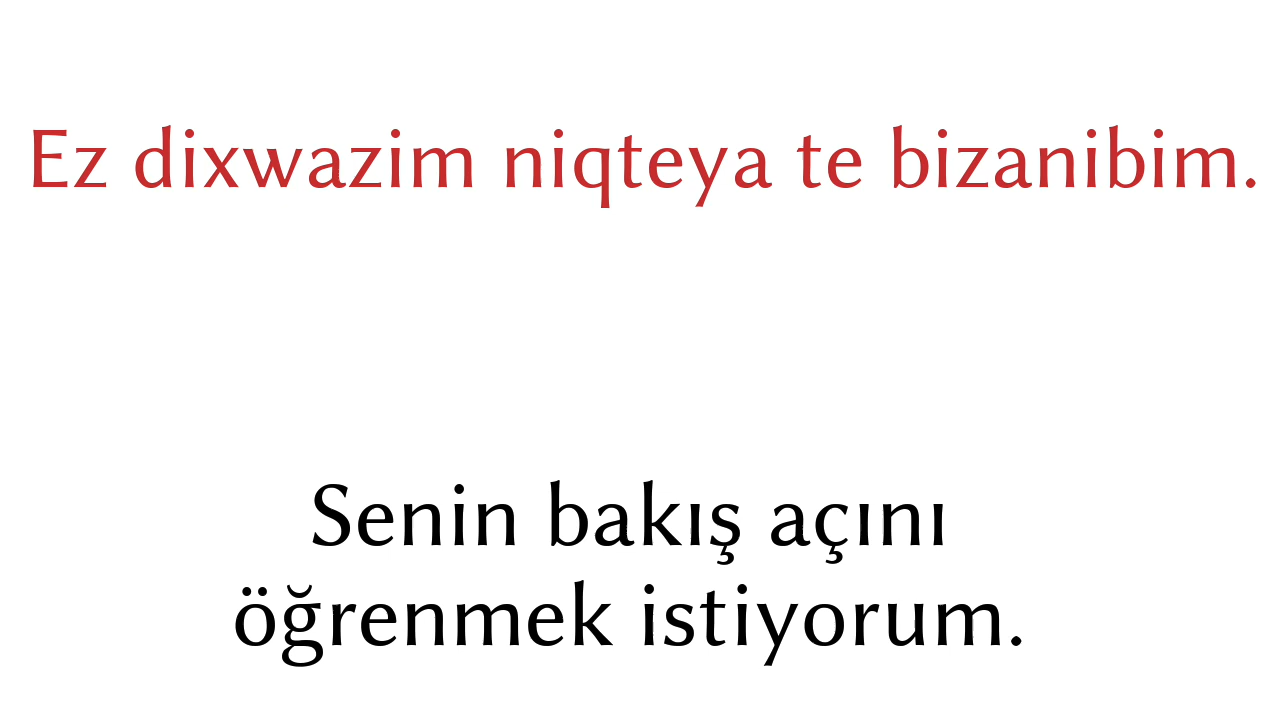 Ez dixwazim niqteya te bizanibim.
Senin bakış açını
öğrenmek istiyorum.